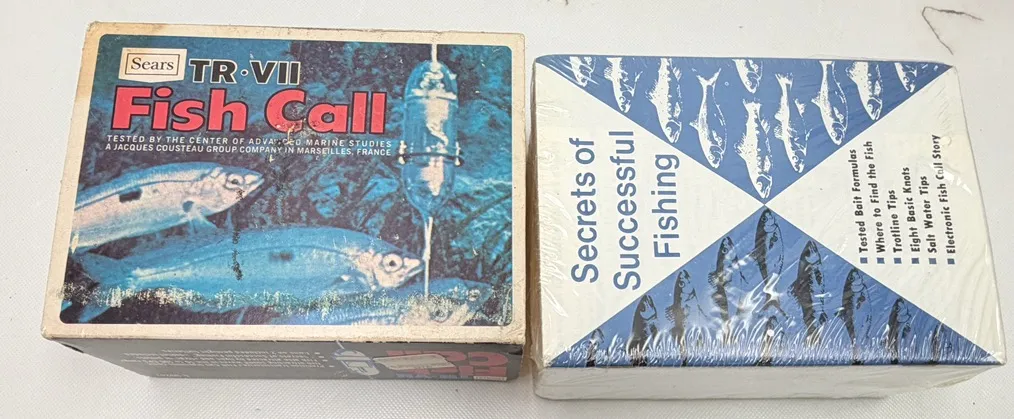 Sears
TR·VII
Fish Call
TESTED BY THE CENTER OF ADVANCED MARINE STUDIES
A JACQUES COUSTEAU GROUP COMPANY IN MARSEILLES, FRANCE
Secrets of
Successful
Fishing
■ Tested Bait Formulas
■ Where to Find the Fish
■ Trotline Tips
■ Eight Basic Knots
■ Salt Water Tips
■ Electronic Fish Call Story